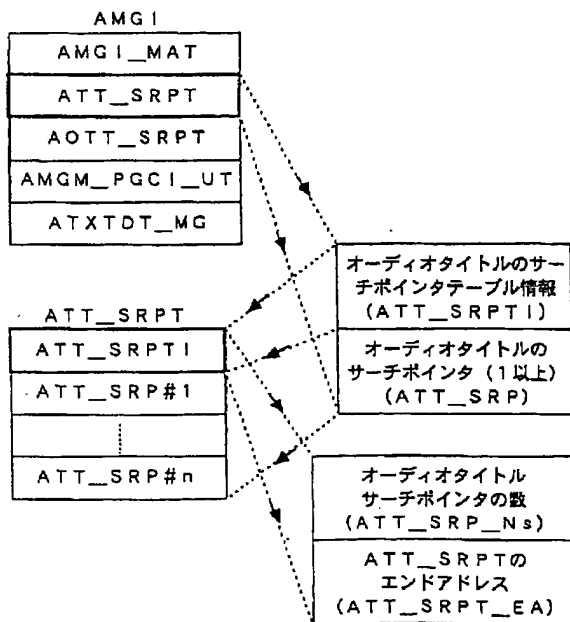 AMGI
AMGI_MAT
ATT_SRPT
AOTT_SRPT
AMGM_PGCI_UT
ATXTDT_MG
オーディオタイトルのサー
チポインタテーブル情報
(ATT_SRPTI)
オーディオタイトルの
サーチポインタ(1以上)
(ATT_SRP)
ATT_SRPT
ATT_SRPTI
ATT_SRP#1
ATT_SRP#n
オーディオタイトル
サーチポインタの数
(ATT_SRP_Ns)
ATT_SRPTの
エンドアドレス
(ATT_SRPT_EA)